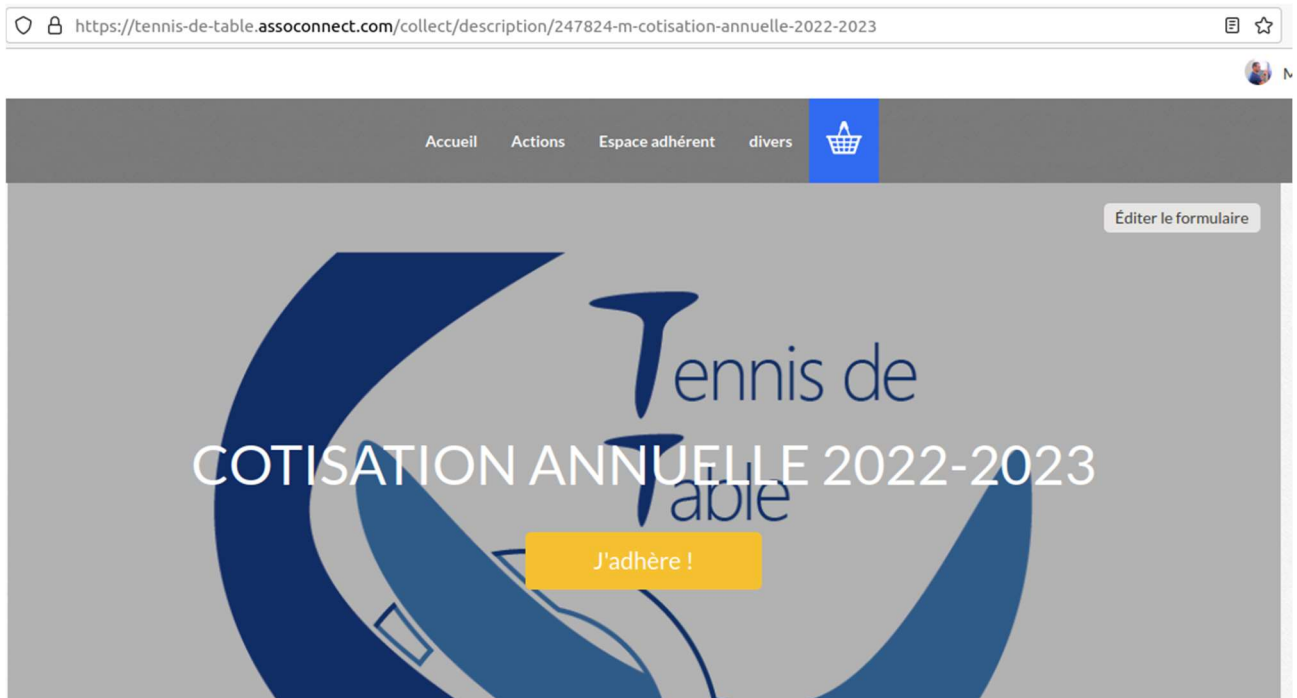 https://tennis-de-table.assoconnect.com/collect/description/247824-m-cotisation-annuelle-2022-2023
M
Accueil Actions Espace adhérent divers
Éditer le formulaire
Tennis de
COTISATION ANNUELLE 2022-2023
Table
J'adhère !